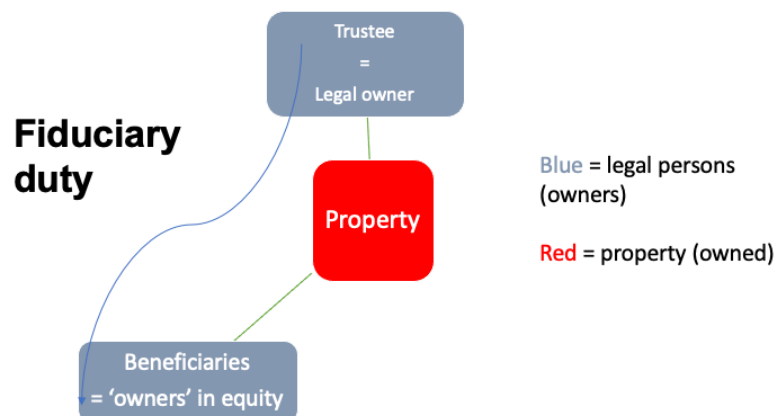 Trustee
=
Legal owner
Fiduciary
duty
Property
Blue = legal persons
(owners)
Red = property (owned)
Beneficiaries
= ‘owners’ in equity